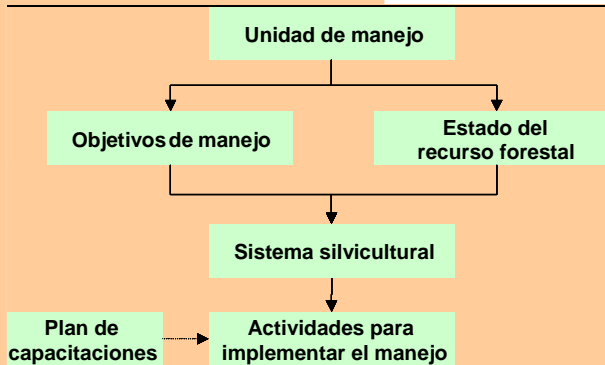 Unidad de manejo
Objetivos de manejo
Estado del
recurso forestal
Sistema silvicultural
Plan de
capacitaciones
Actividades para
implementar el manejo